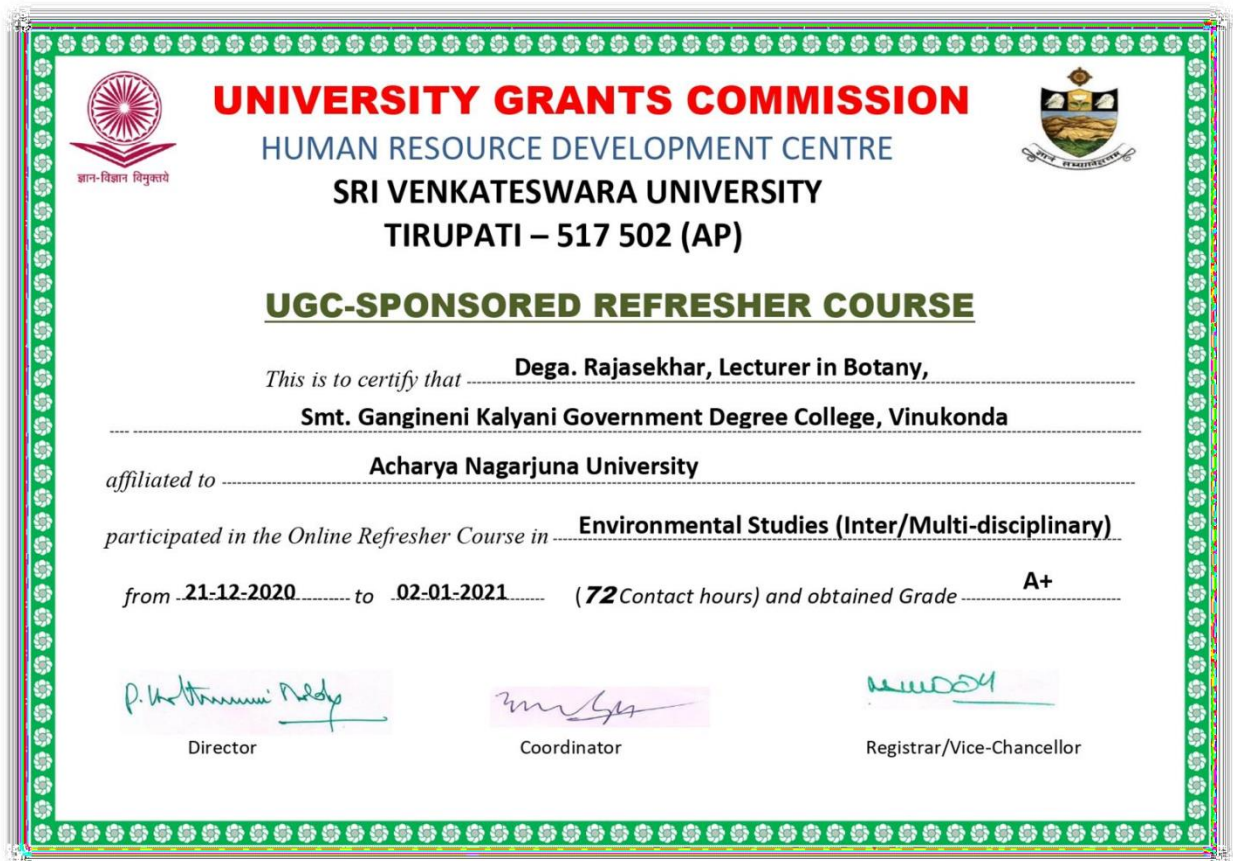 UNIVERSITY GRANTS COMMISSION
HUMAN RESOURCE DEVELOPMENT CENTRE
SRI VENKATESWARA UNIVERSITY
TIRUPATI – 517 502 (AP)
ज्ञान-विज्ञान विमुक्तये
UGC-SPONSORED REFRESHER COURSE
This is to certify that Dega. Rajasekhar, Lecturer in Botany,
Smt. Gangineni Kalyani Government Degree College, Vinukonda
affiliated to Acharya Nagarjuna University
participated in the Online Refresher Course in Environmental Studies (Inter/Multi-disciplinary)
from 21-12-2020 to 02-01-2021 (72 Contact hours) and obtained Grade A+
Director Coordinator Registrar/Vice-Chancellor